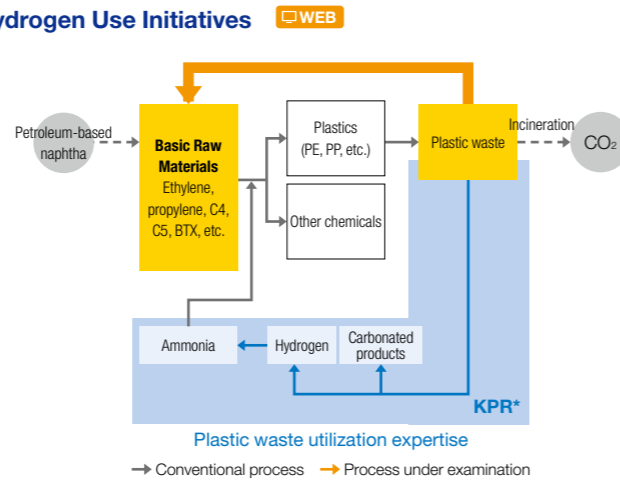 ydrogen Use Initiatives WEB
Petroleum-based
naphtha
Basic Raw
Materials
Ethylene,
propylene, C4,
C5, BTX, etc.
Plastics
(PE, PP, etc.)
Other chemicals
Plastic waste
Incineration
CO₂
Ammonia
Hydrogen
Carbonated
products
KPR*
Plastic waste utilization expertise
Conventional process
Process under examination